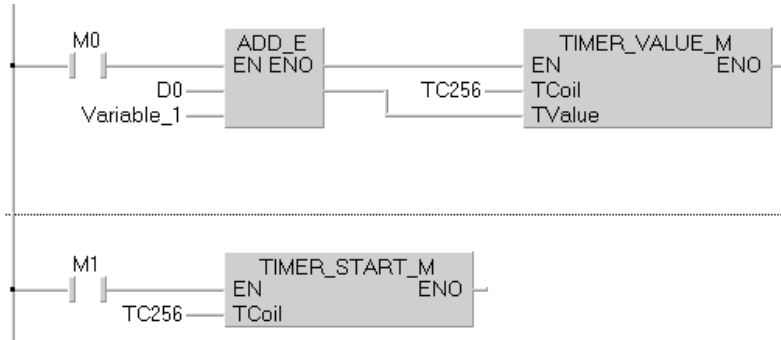 M0
ADD_E
EN ENO
D0
Variable_1
TIMER_VALUE_M
EN ENO
TC256 TCoil
TValue
M1
TIMER_START_M
EN ENO
TC256 TCoil